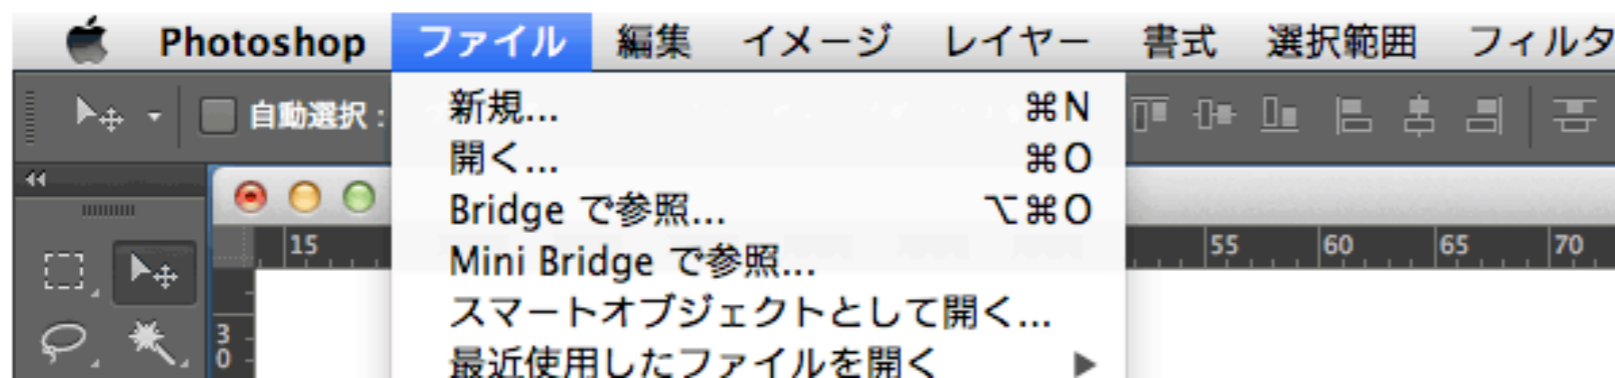 Photoshop ファイル 編集 イメージ レイヤー 書式 選択範囲 フィルタ
自動選択：
新規... ⌘N
開く... ⌘O
Bridge で参照... ⌥⌘O
Mini Bridge で参照...
スマートオブジェクトとして開く...
最近使用したファイルを開く ▶
15 55 60 65 70
3
0